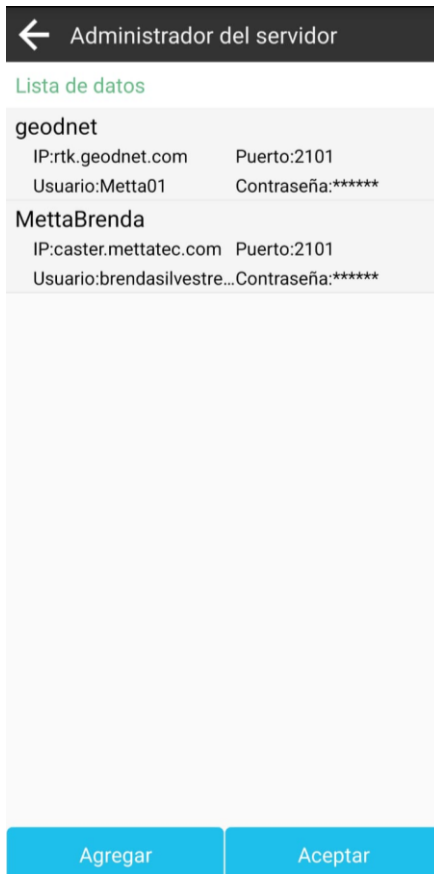 Administrador del servidor
Lista de datos
geodnet
IP:rtk.geodnet.com Puerto:2101
Usuario:Metta01 Contraseña:******
MettaBrenda
IP:caster.mettatec.com Puerto:2101
Usuario:brendasilvestre...Contraseña:******
Agregar Aceptar